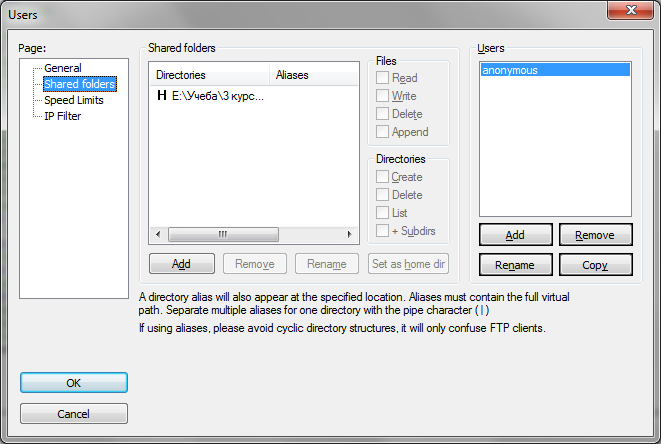 Users
Page:
General
Shared folders
Speed Limits
IP Filter
Shared folders
Directories Aliases
H E:\Учеба\3 курс...
Add Remove Rename Set as home dir
Files
Read
Write
Delete
Append
Directories
Create
Delete
List
+ Subdirs
Users
anonymous
Add Remove
Rename Copy
A directory alias will also appear at the specified location. Aliases must contain the full virtual
path. Separate multiple aliases for one directory with the pipe character (|)
If using aliases, please avoid cyclic directory structures, it will only confuse FTP clients.
OK
Cancel